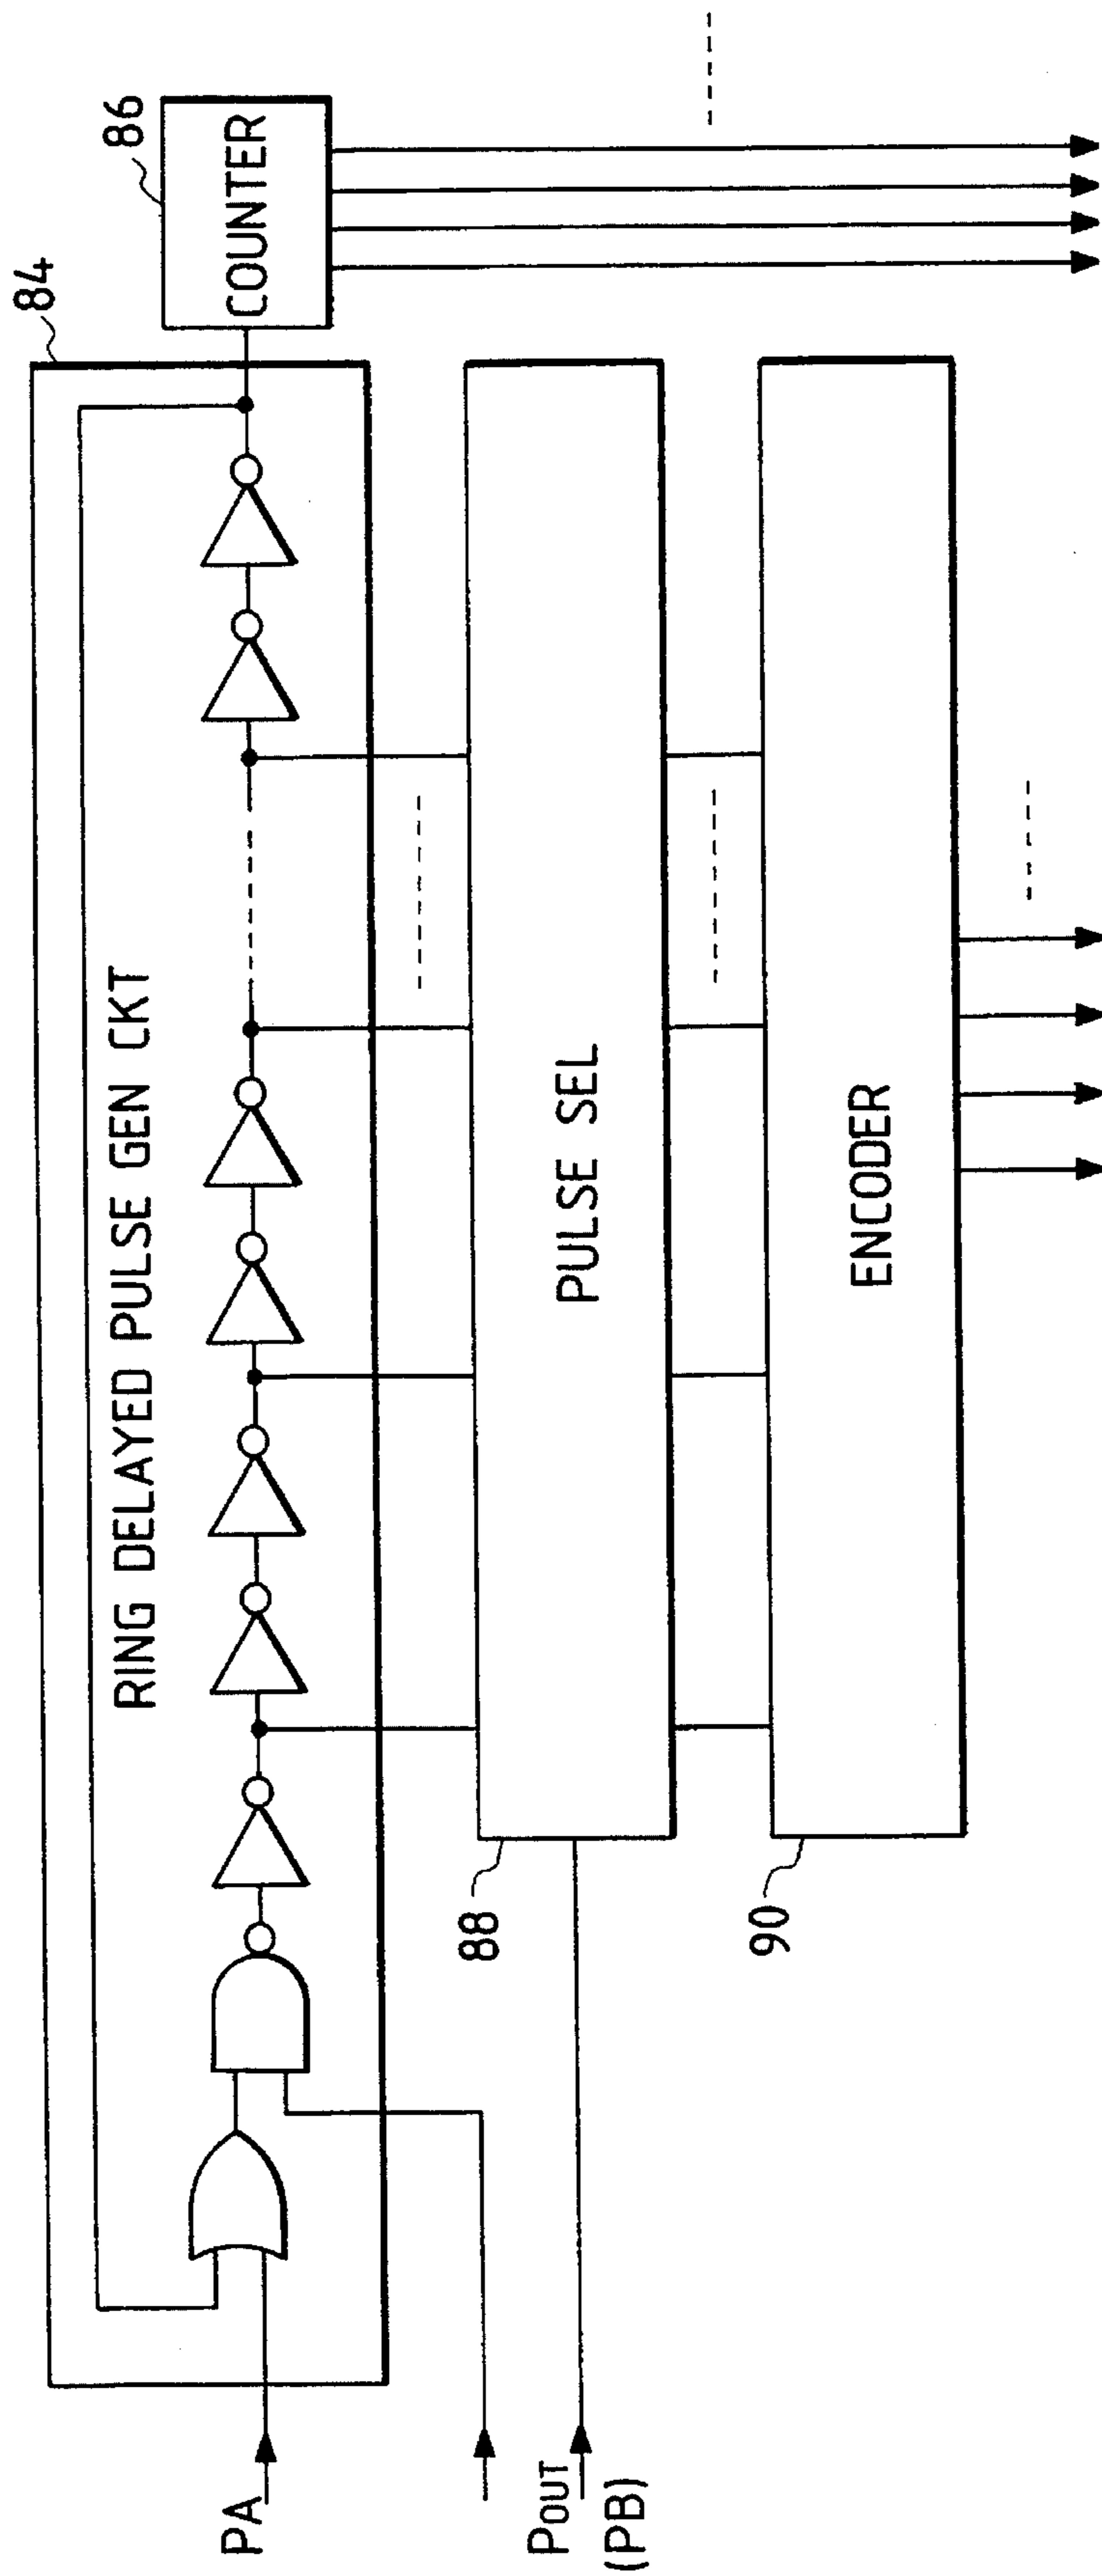 84
86
RING DELAYED PULSE GEN CKT
COUNTER
PA
88
PULSE SEL
POUT
(PB)
90
ENCODER